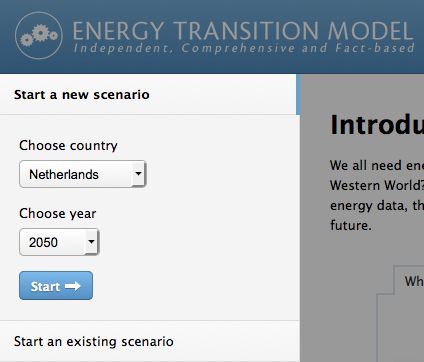 ENERGY TRANSITION MODEL
Independent, Comprehensive and Fact-based
Start a new scenario
Choose country
Netherlands
Choose year
2050
Start
Start an existing scenario
Introdu
We all need ene
Western World?
energy data, th
future.
Wh